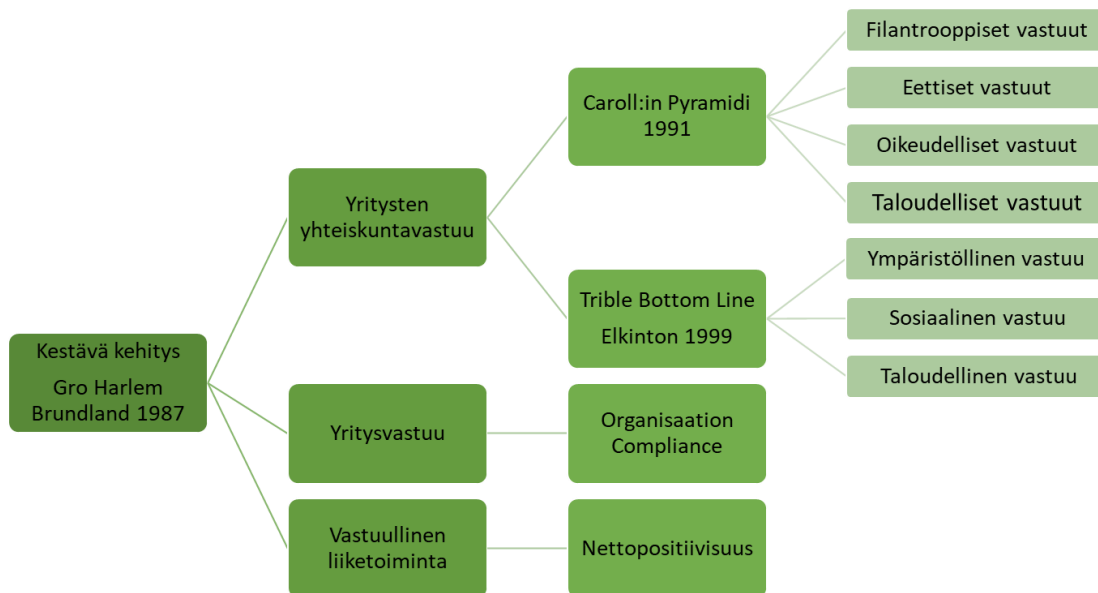 Kestävä kehitys
Gro Harlem
Brundland 1987
Yritysten
yhteiskuntavastuu
Caroll:in Pyramidi
1991
Filantrooppiset vastuut
Eettiset vastuut
Oikeudelliset vastuut
Taloudelliset vastuut
Trible Bottom Line
Elkinton 1999
Ympäristöllinen vastuu
Sosiaalinen vastuu
Taloudellinen vastuu
Yritysvastuu
Organisaation
Compliance
Vastuullinen
liiketoiminta
Nettopositiivisuus